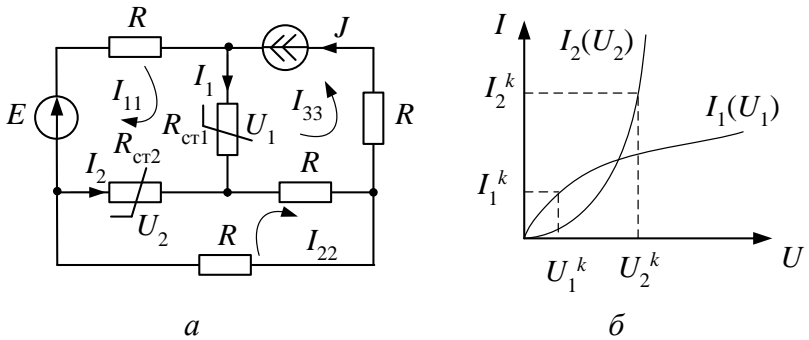 R
J
I₁
I₁₁
I₃₃
E
Rст1
U₁
R
Rст2
I₂
R
U₂
R
I₂₂
а
I
I₂(U₂)
I₂ᵏ
I₁(U₁)
I₁ᵏ
U₁ᵏ
U₂ᵏ
U
б